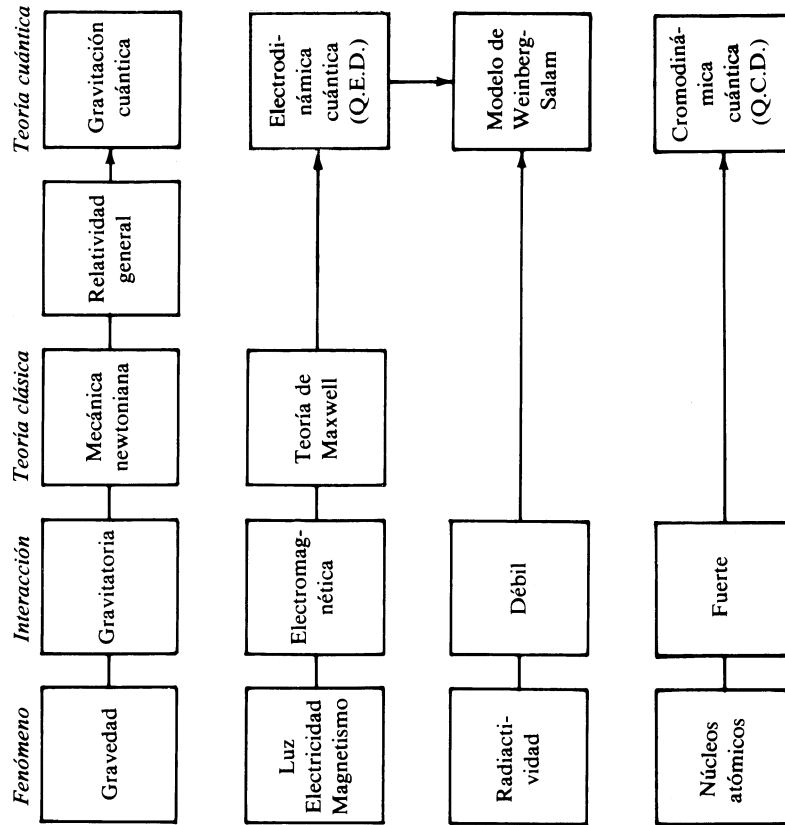 Fenómeno
Interacción
Teoría clásica
Teoría cuántica
Gravedad
Gravitatoria
Mecánica
newtoniana
Relatividad
general
Gravitación
cuántica
Luz
Electricidad
Magnetismo
Electromag-
nética
Teoría de
Maxwell
Electrodi-
námica
cuántica
(Q.E.D.)
Radiacti-
vidad
Débil
Modelo de
Weinberg-
Salam
Núcleos
atómicos
Fuerte
Cromodiná-
mica
cuántica
(Q.C.D.)